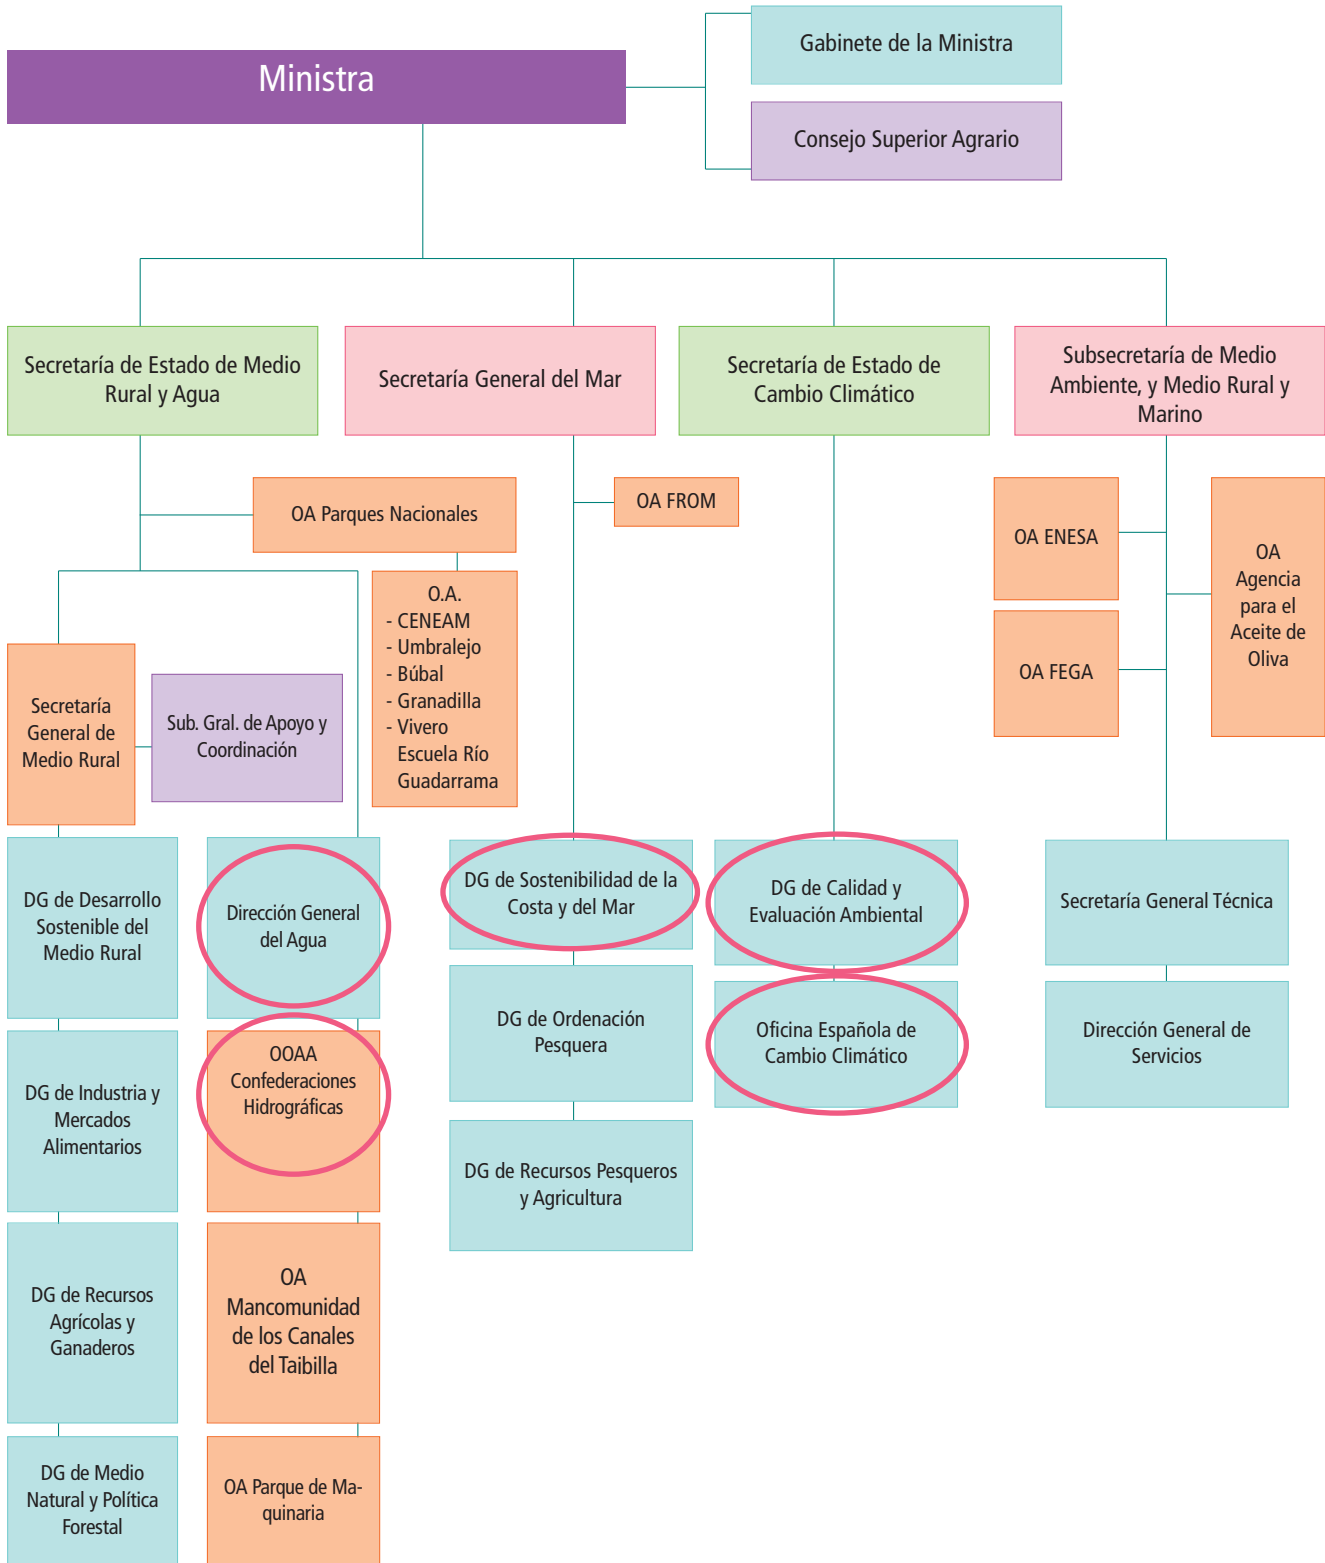 Ministra
Gabinete de la Ministra
Consejo Superior Agrario
Secretaría de Estado de Medio
Rural y Agua
Secretaría General del Mar
Secretaría de Estado de
Cambio Climático
Subsecretaría de Medio
Ambiente, y Medio Rural y
Marino
OA Parques Nacionales
OA FROM
OA ENESA
OA
Agencia
para el
Aceite de
Oliva
OA FEGA
O.A.
- CENEAM
- Umbralejo
- Búbal
- Granadilla
- Vivero
Escuela Río
Guadarrama
Secretaría
General de
Medio Rural
Sub. Gral. de Apoyo y
Coordinación
DG de Desarrollo
Sostenible del
Medio Rural
Dirección General
del Agua
DG de Sostenibilidad de la
Costa y del Mar
DG de Calidad y
Evaluación Ambiental
Secretaría General Técnica
DG de Industria y
Mercados
Alimentarios
OOAA
Confederaciones
Hidrográficas
DG de Ordenación
Pesquera
Oficina Española de
Cambio Climático
Dirección General de
Servicios
DG de Recursos Pesqueros
y Agricultura
DG de Recursos
Agrícolas y
Ganaderos
OA
Mancomunidad
de los Canales
del Taibilla
DG de Medio
Natural y Política
Forestal
OA Parque de Ma-
quinaria